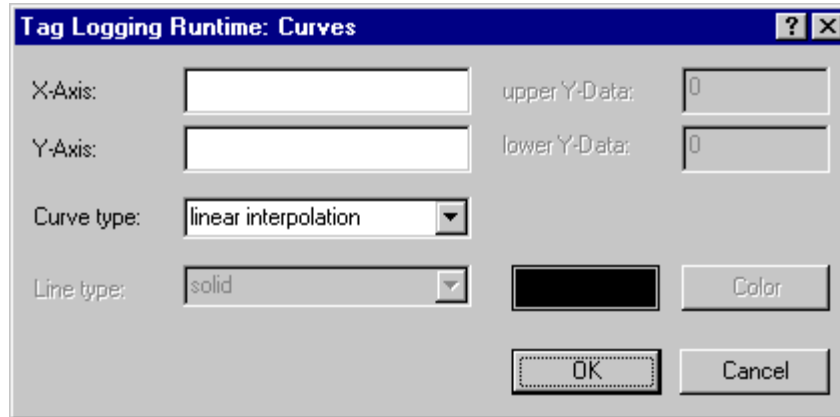 Tag Logging Runtime: Curves
X-Axis: upper Y-Data: 0
Y-Axis: lower Y-Data: 0
Curve type: linear interpolation
Line type: solid Color
OK Cancel